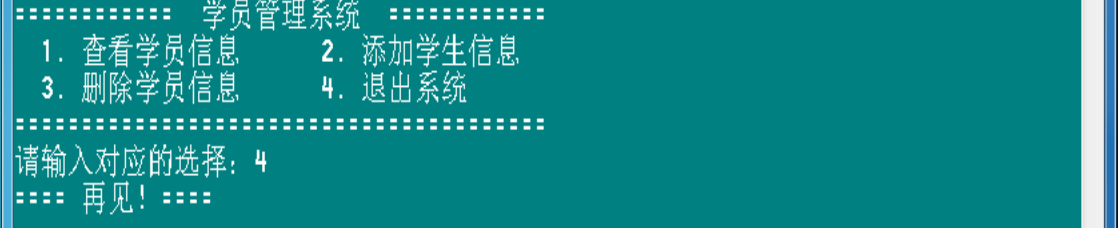 ============ 学员管理系统 ============
1. 查看学员信息 2. 添加学生信息
3. 删除学员信息 4. 退出系统
========================================
请输入对应的选择: 4
==== 再见! ====